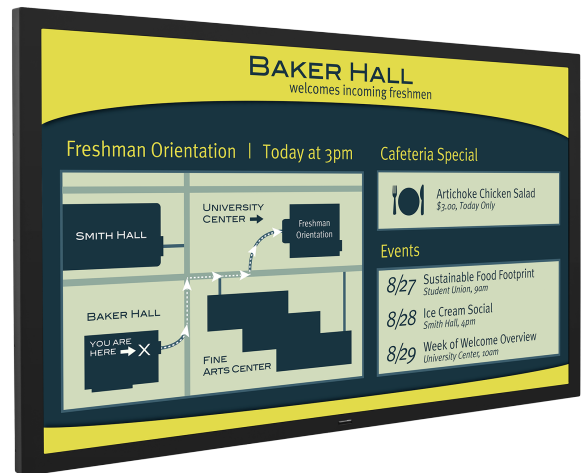 BAKER HALL
welcomes incoming freshmen
Freshman Orientation | Today at 3pm
SMITH HALL
UNIVERSITY
CENTER
Freshman
Orientation
BAKER HALL
YOU ARE
HERE X
FINE
ARTS CENTER
Cafeteria Special
Artichoke Chicken Salad
$3.00, Today Only
Events
8/27 Sustainable Food Footprint
Student Union, 9am
8/28 Ice Cream Social
Smith Hall, 4pm
8/29 Week of Welcome Overview
University Center, 10am